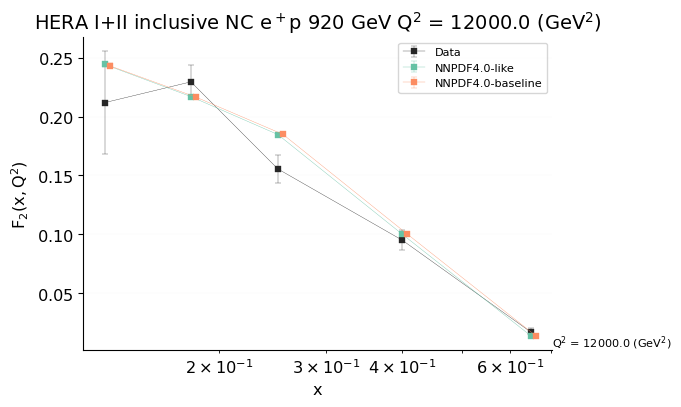 HERA I+II inclusive NC e⁺p 920 GeV Q² = 12000.0 (GeV²)
Data
NNPDF4.0-like
NNPDF4.0-baseline
F₂(x, Q²)
0.25
0.20
0.15
0.10
0.05
2 × 10⁻¹ 3 × 10⁻¹ 4 × 10⁻¹ 6 × 10⁻¹
Q² = 12000.0 (GeV²)
x